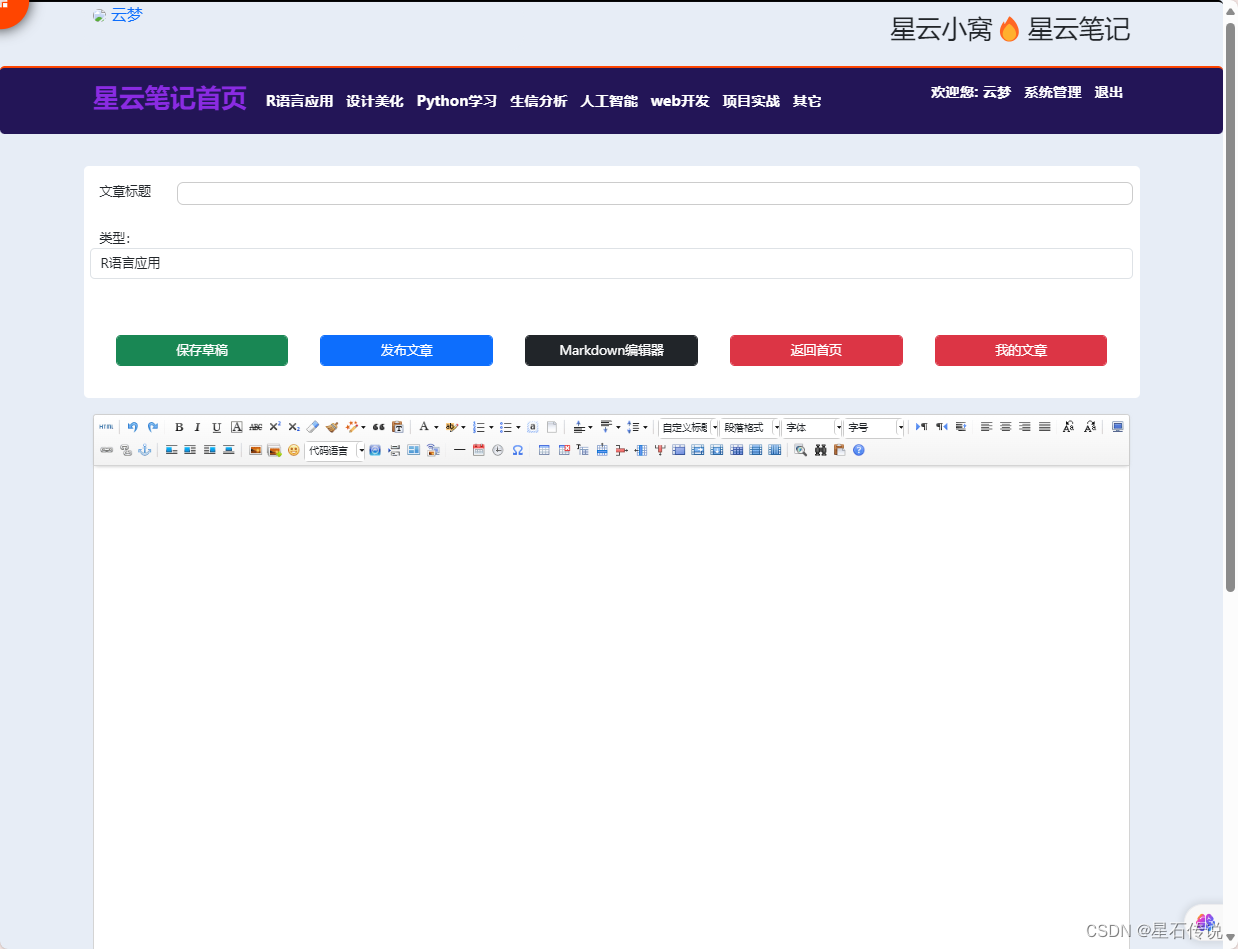 云梦
星云小窝🔥星云笔记
星云笔记首页 R语言应用 设计美化 Python学习 生信分析 人工智能 web开发 项目实战 其它 欢迎您: 云梦 系统管理 退出
文章标题
类型:
R语言应用
保存草稿 发布文章 Markdown编辑器 返回首页 我的文章
HTML B I U A ABC X² X₂ A 自定义标题 段落格式 字体 字号
代码语言
CSDN @星石传说